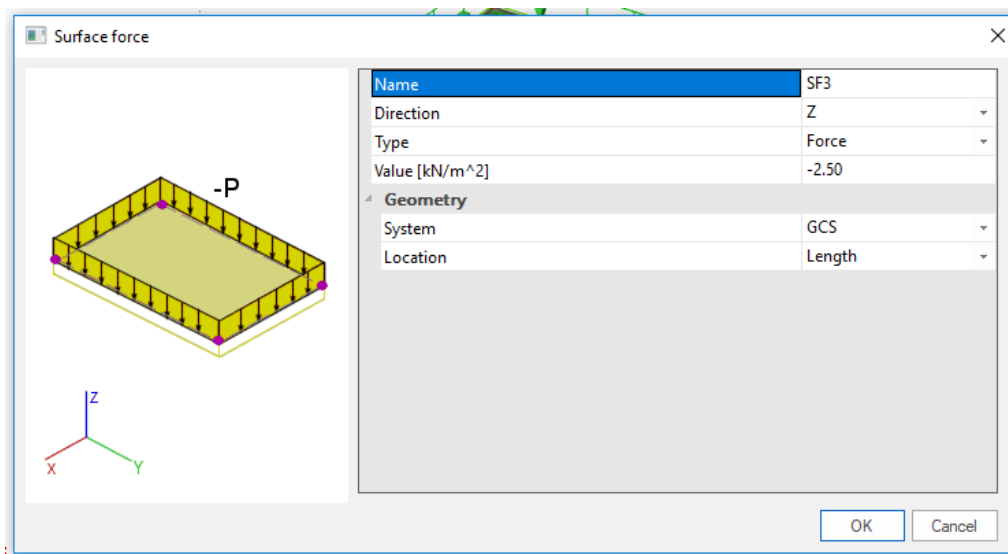 Surface force
Name SF3
Direction Z
Type Force
Value [kN/m^2] -2.50
Geometry
System GCS
Location Length
-P
Z
X
Y
OK Cancel